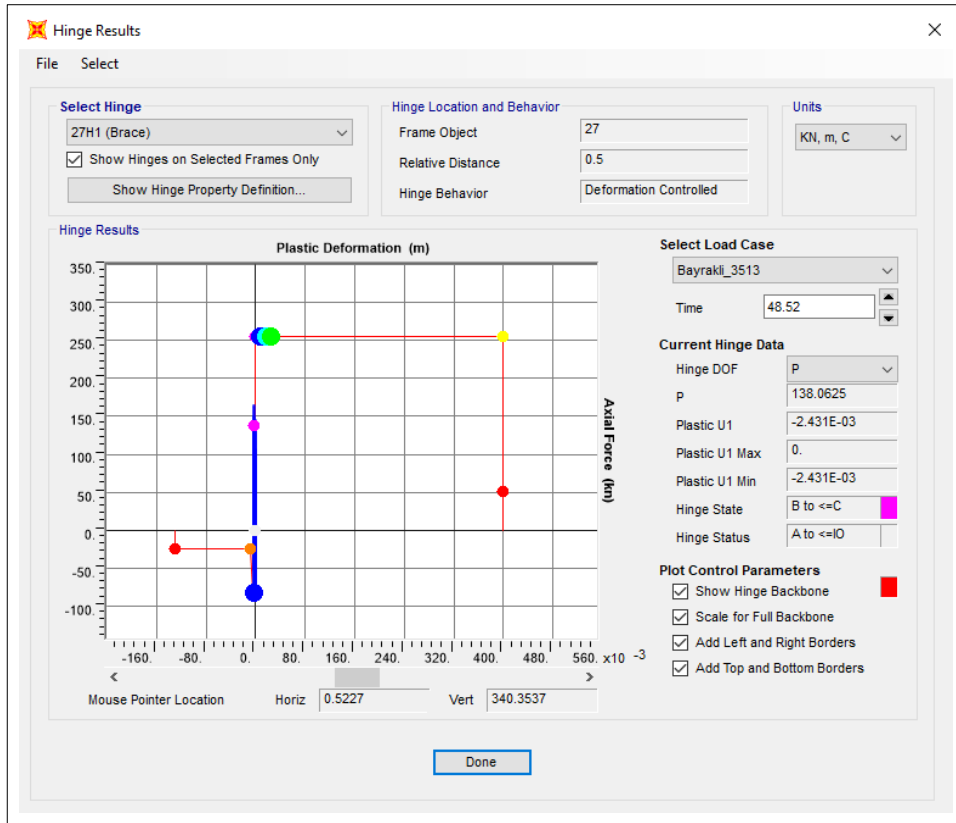 Hinge Results
File Select
Select Hinge
27H1 (Brace)
Show Hinges on Selected Frames Only
Show Hinge Property Definition...
Hinge Location and Behavior
Frame Object 27
Relative Distance 0.5
Hinge Behavior Deformation Controlled
Units
KN, m, C
Hinge Results
Plastic Deformation (m)
350.
300.
250.
200.
150.
100.
50.
0.
-50.
-100.
Axial Force (kn)
-160. -80. 0. 80. 160. 240. 320. 400. 480. 560. x10 -3
Mouse Pointer Location Horiz 0.5227 Vert 340.3537
Select Load Case
Bayrakli_3513
Time 48.52
Current Hinge Data
Hinge DOF P
P 138.0625
Plastic U1 -2.431E-03
Plastic U1 Max 0.
Plastic U1 Min -2.431E-03
Hinge State B to <=C
Hinge Status A to <=IO
Plot Control Parameters
Show Hinge Backbone
Scale for Full Backbone
Add Left and Right Borders
Add Top and Bottom Borders
Done